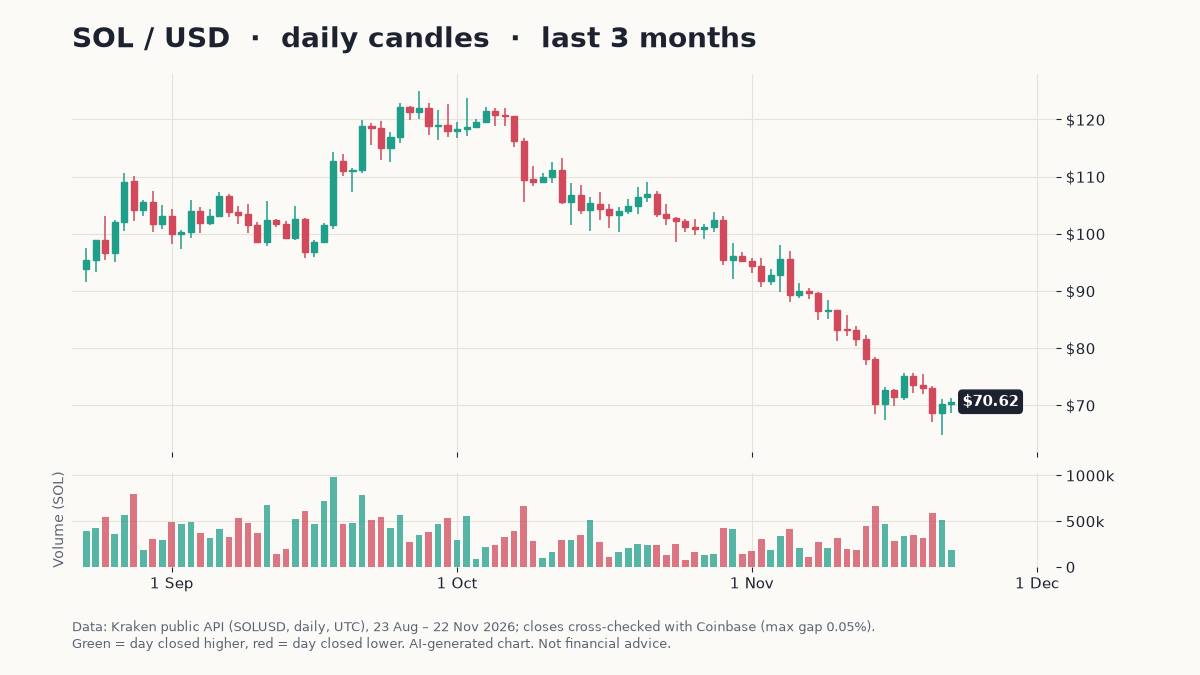 SOL / USD · daily candles · last 3 months
$120
$110
$100
$90
$80
$70
$70.62
Volume (SOL)
1000k
500k
0
1 Sep
1 Oct
1 Nov
1 Dec
Data: Kraken public API (SOLUSD, daily, UTC), 23 Aug – 22 Nov 2026; closes cross-checked with Coinbase (max gap 0.05%).
Green = day closed higher, red = day closed lower. AI-generated chart. Not financial advice.